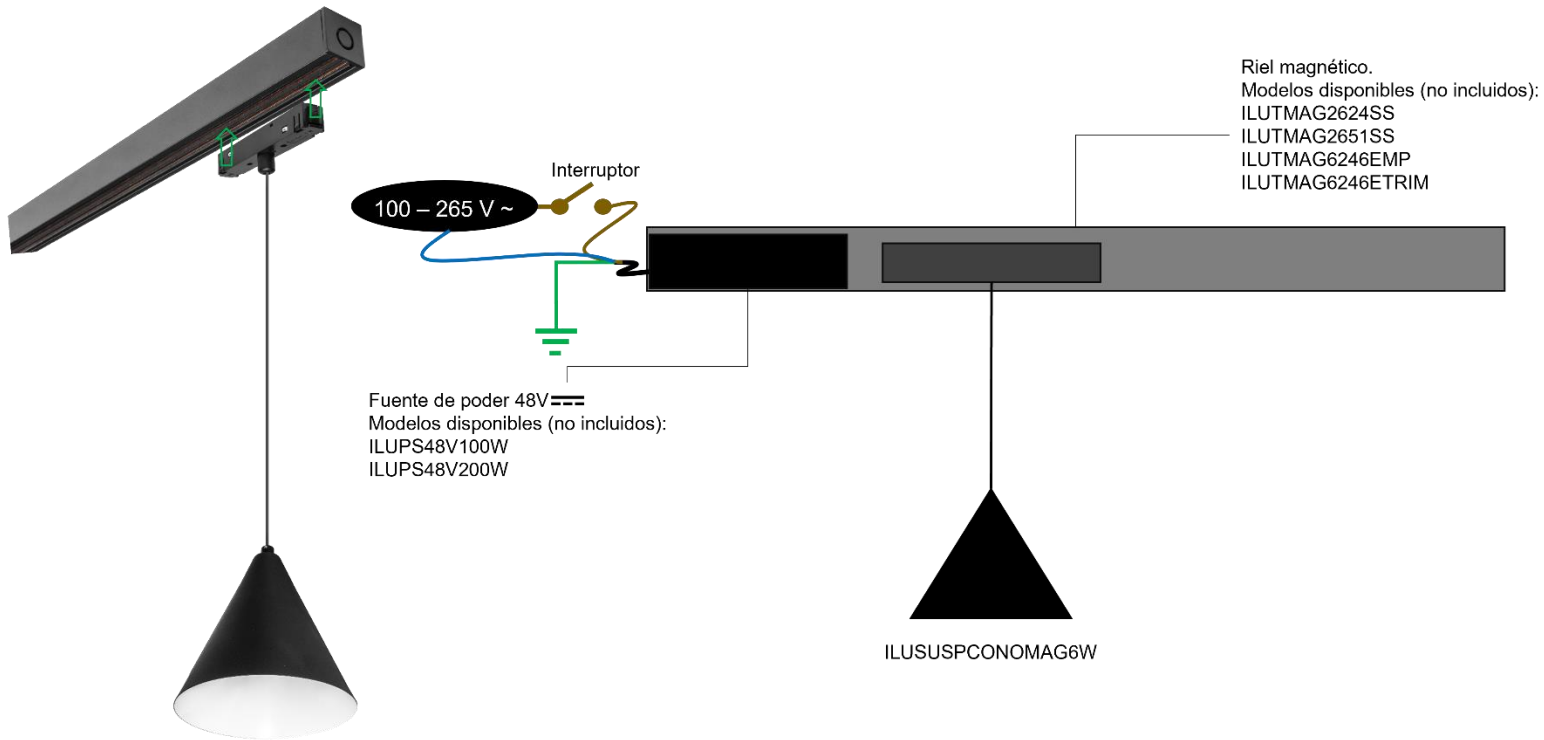 Riel magnético.
Modelos disponibles (no incluidos):
ILUTMAG2624SS
ILUTMAG2651SS
ILUTMAG6246EMP
ILUTMAG6246ETRIM
Interruptor
100 – 265 V ~
Fuente de poder 48V
Modelos disponibles (no incluidos):
ILUPS48V100W
ILUPS48V200W
ILUSUSPCONOMAG6W